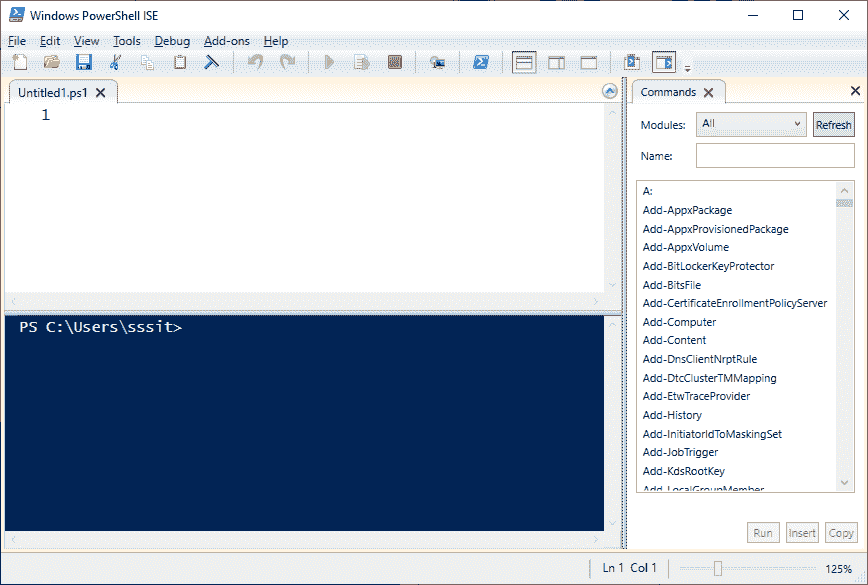 Windows PowerShell ISE
File Edit View Tools Debug Add-ons Help
Untitled1.ps1
1
PS C:\Users\sssit>
Commands
Modules: All Refresh
Name:
A:
Add-AppxPackage
Add-AppxProvisionedPackage
Add-AppxVolume
Add-BitLockerKeyProtector
Add-BitsFile
Add-CertificateEnrollmentPolicyServer
Add-Computer
Add-Content
Add-DnsClientNrptRule
Add-DtcClusterTMMapping
Add-EtwTraceProvider
Add-History
Add-InitiatorIdToMaskingSet
Add-JobTrigger
Add-KdsRootKey
Add-LocalGroupMember
Run Insert Copy
Ln 1 Col 1 125%